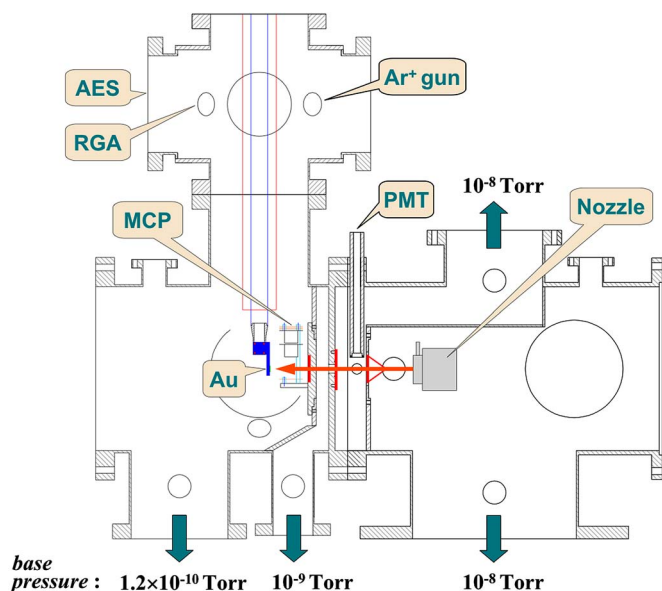 AES
Ar⁺ gun
RGA
10⁻⁸ Torr
MCP
PMT
Nozzle
Au
base
pressure : 1.2×10⁻¹⁰ Torr 10⁻⁹ Torr 10⁻⁸ Torr